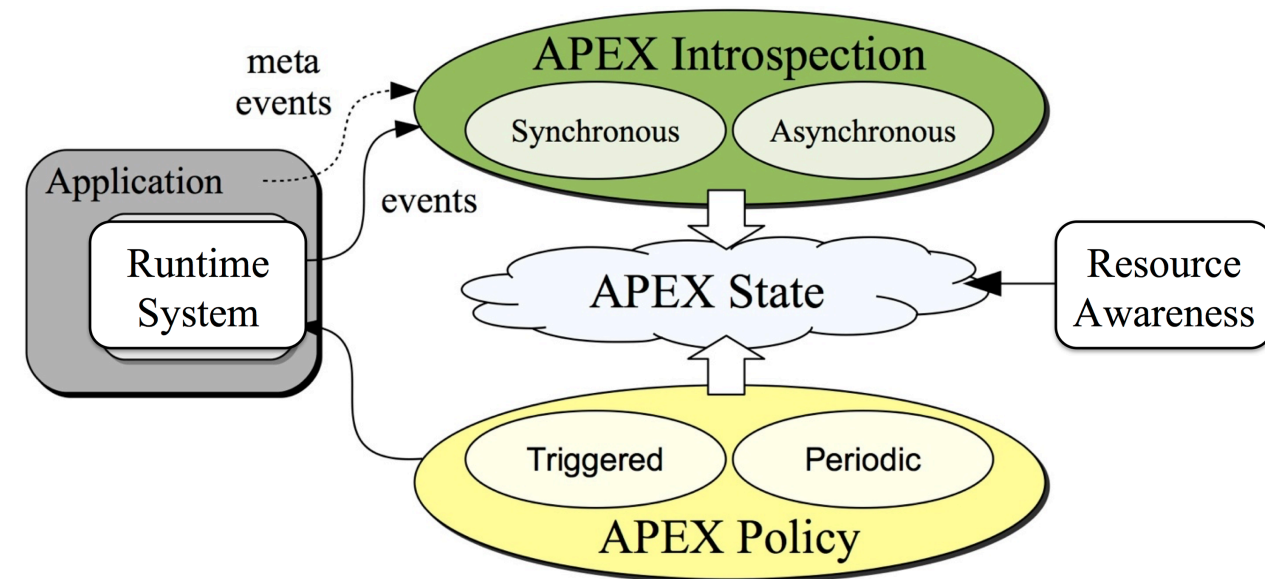 APEX Introspection
meta
events
Synchronous
Asynchronous
Application
events
Runtime
System
APEX State
Resource
Awareness
Triggered
Periodic
APEX Policy